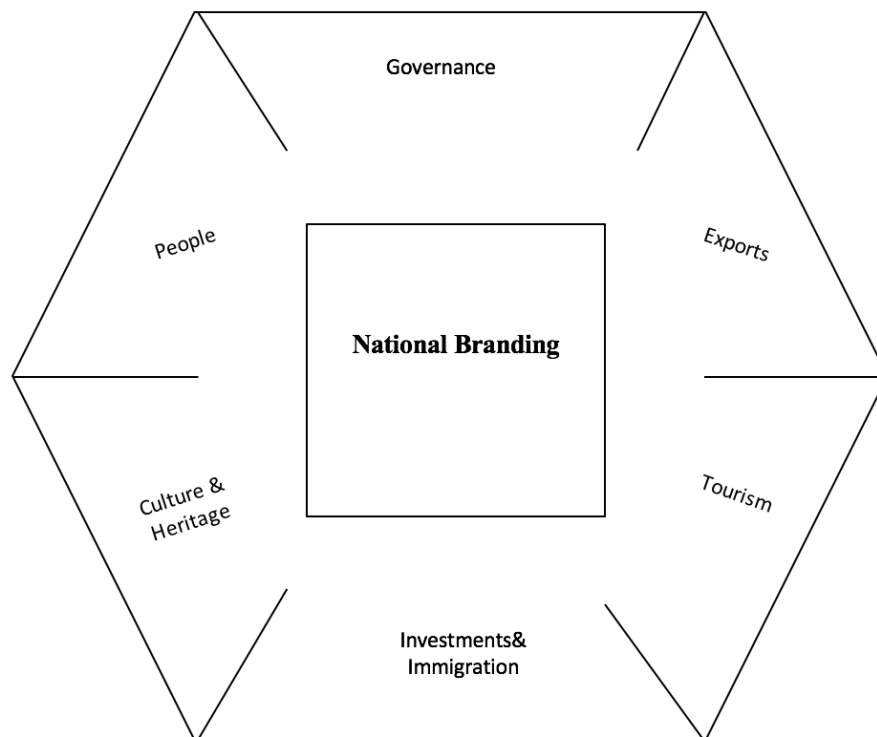 Governance
People
Exports
National Branding
Culture &
Heritage
Tourism
Investments&
Immigration